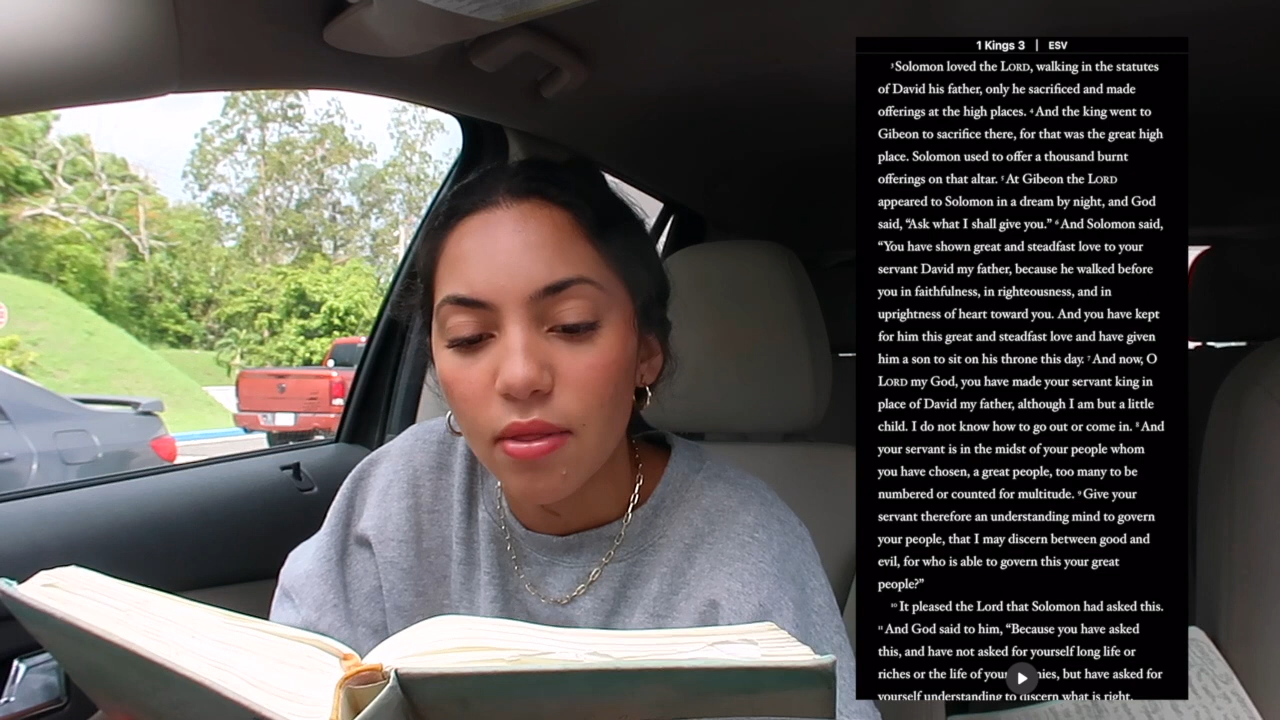 1 Kings 3 | ESV
³Solomon loved the LORD, walking in the statutes
of David his father, only he sacrificed and made
offerings at the high places. ⁴And the king went to
Gibeon to sacrifice there, for that was the great high
place. Solomon used to offer a thousand burnt
offerings on that altar. ⁵At Gibeon the LORD
appeared to Solomon in a dream by night, and God
said, “Ask what I shall give you.” ⁶And Solomon said,
“You have shown great and steadfast love to your
servant David my father, because he walked before
you in faithfulness, in righteousness, and in
uprightness of heart toward you. And you have kept
for him this great and steadfast love and have given
him a son to sit on his throne this day. ⁷And now, O
LORD my God, you have made your servant king in
place of David my father, although I am but a little
child. I do not know how to go out or come in. ⁸And
your servant is in the midst of your people whom
you have chosen, a great people, too many to be
numbered or counted for multitude. ⁹Give your
servant therefore an understanding mind to govern
your people, that I may discern between good and
evil, for who is able to govern this your great
people?”
¹⁰It pleased the Lord that Solomon had asked this.
¹¹And God said to him, “Because you have asked
this, and have not asked for yourself long life or
riches or the life of your but have asked for
yourself understanding to discern what is right,